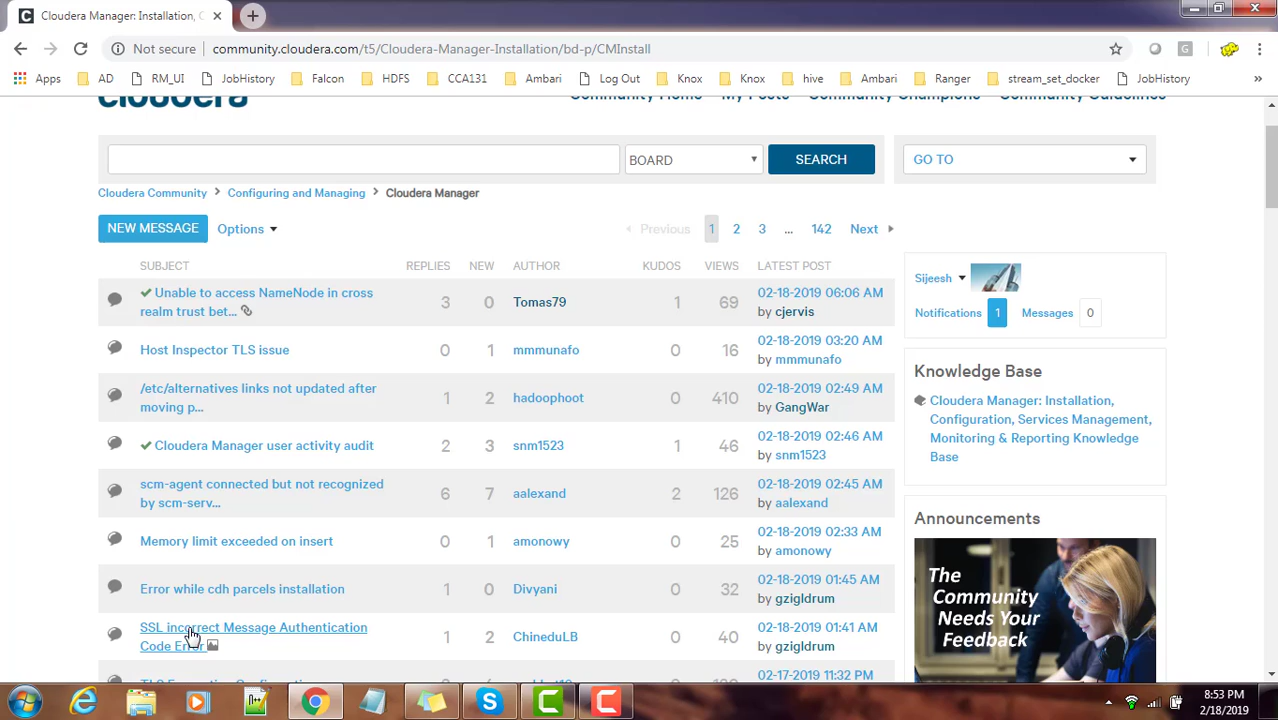 Cloudera Manager: Installation, C
Not secure | community.cloudera.com/t5/Cloudera-Manager-Installation/bd-p/CMInstall
Apps AD RM_UI JobHistory Falcon HDFS CCA131 Ambari Log Out Knox Knox hive Ambari Ranger stream_set_docker JobHistory »
cloudera Community Home My Posts Community Champions Community Guidelines
BOARD SEARCH GO TO
Cloudera Community > Configuring and Managing > Cloudera Manager
NEW MESSAGE Options Previous 1 2 3 ... 142 Next
SUBJECT REPLIES NEW AUTHOR KUDOS VIEWS LATEST POST
Unable to access NameNode in cross 3 0 Tomas79 1 69 02-18-2019 06:06 AM
realm trust bet... by cjervis
Host Inspector TLS issue 0 1 mmmunafo 0 16 02-18-2019 03:20 AM
by mmmunafo
/etc/alternatives links not updated after 1 2 hadoophoot 0 410 02-18-2019 02:49 AM
moving p... by GangWar
Cloudera Manager user activity audit 2 3 snm1523 1 46 02-18-2019 02:46 AM
by snm1523
scm-agent connected but not recognized 6 7 aalexand 2 126 02-18-2019 02:45 AM
by scm-serv... by aalexand
Memory limit exceeded on insert 0 1 amonowy 0 25 02-18-2019 02:33 AM
by amonowy
Error while cdh parcels installation 1 0 Divyani 0 32 02-18-2019 01:45 AM
by gzigldrum
SSL incorrect Message Authentication 1 2 ChineduLB 0 40 02-18-2019 01:41 AM
Code Error by gzigldrum
02-17-2019 11:32 PM
Sijeesh
Notifications 1 Messages 0
Knowledge Base
Cloudera Manager: Installation,
Configuration, Services Management,
Monitoring & Reporting Knowledge
Base
Announcements
The
Community
Needs Your
Feedback
8:53 PM
2/18/2019